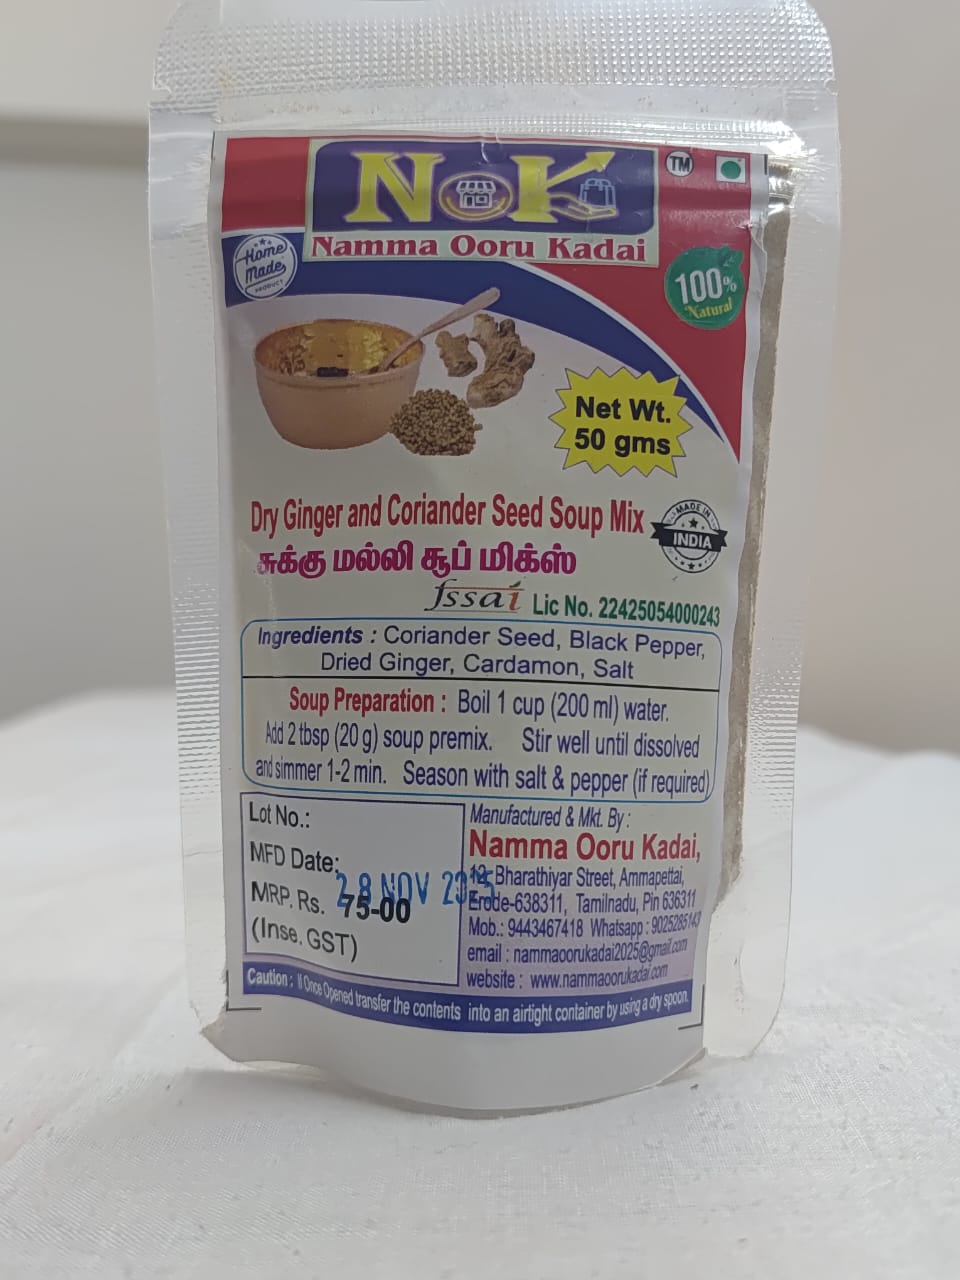 NOK
TM
Namma Ooru Kadai
Home
Made
PRODUCT
100%
Natural
Net Wt.
50 gms
Dry Ginger and Coriander Seed Soup Mix
MADE IN
INDIA
சுக்கு மல்லி சூப் மிக்ஸ்
fssai Lic No. 22425054000243
Ingredients : Coriander Seed, Black Pepper,
Dried Ginger, Cardamon, Salt
Soup Preparation : Boil 1 cup (200 ml) water.
Add 2 tbsp (20 g) soup premix. Stir well until dissolved
and simmer 1-2 min. Season with salt & pepper (if required)
Lot No.:
MFD Date:
28 NOV 2025
MRP. Rs. 75-00
(Inse. GST)
Manufactured & Mkt. By :
Namma Ooru Kadai,
Bharathiyar Street, Ammapettai,
Erode-638311, Tamilnadu, Pin 636311
Mob.: 9443467418 Whatsapp : 9025285143
email : nammaoorukadai2025@gmail.com
website : www.nammaoorukadai.com
Caution : If Once Opened transfer the contents into an airtight container by using a dry spoon.